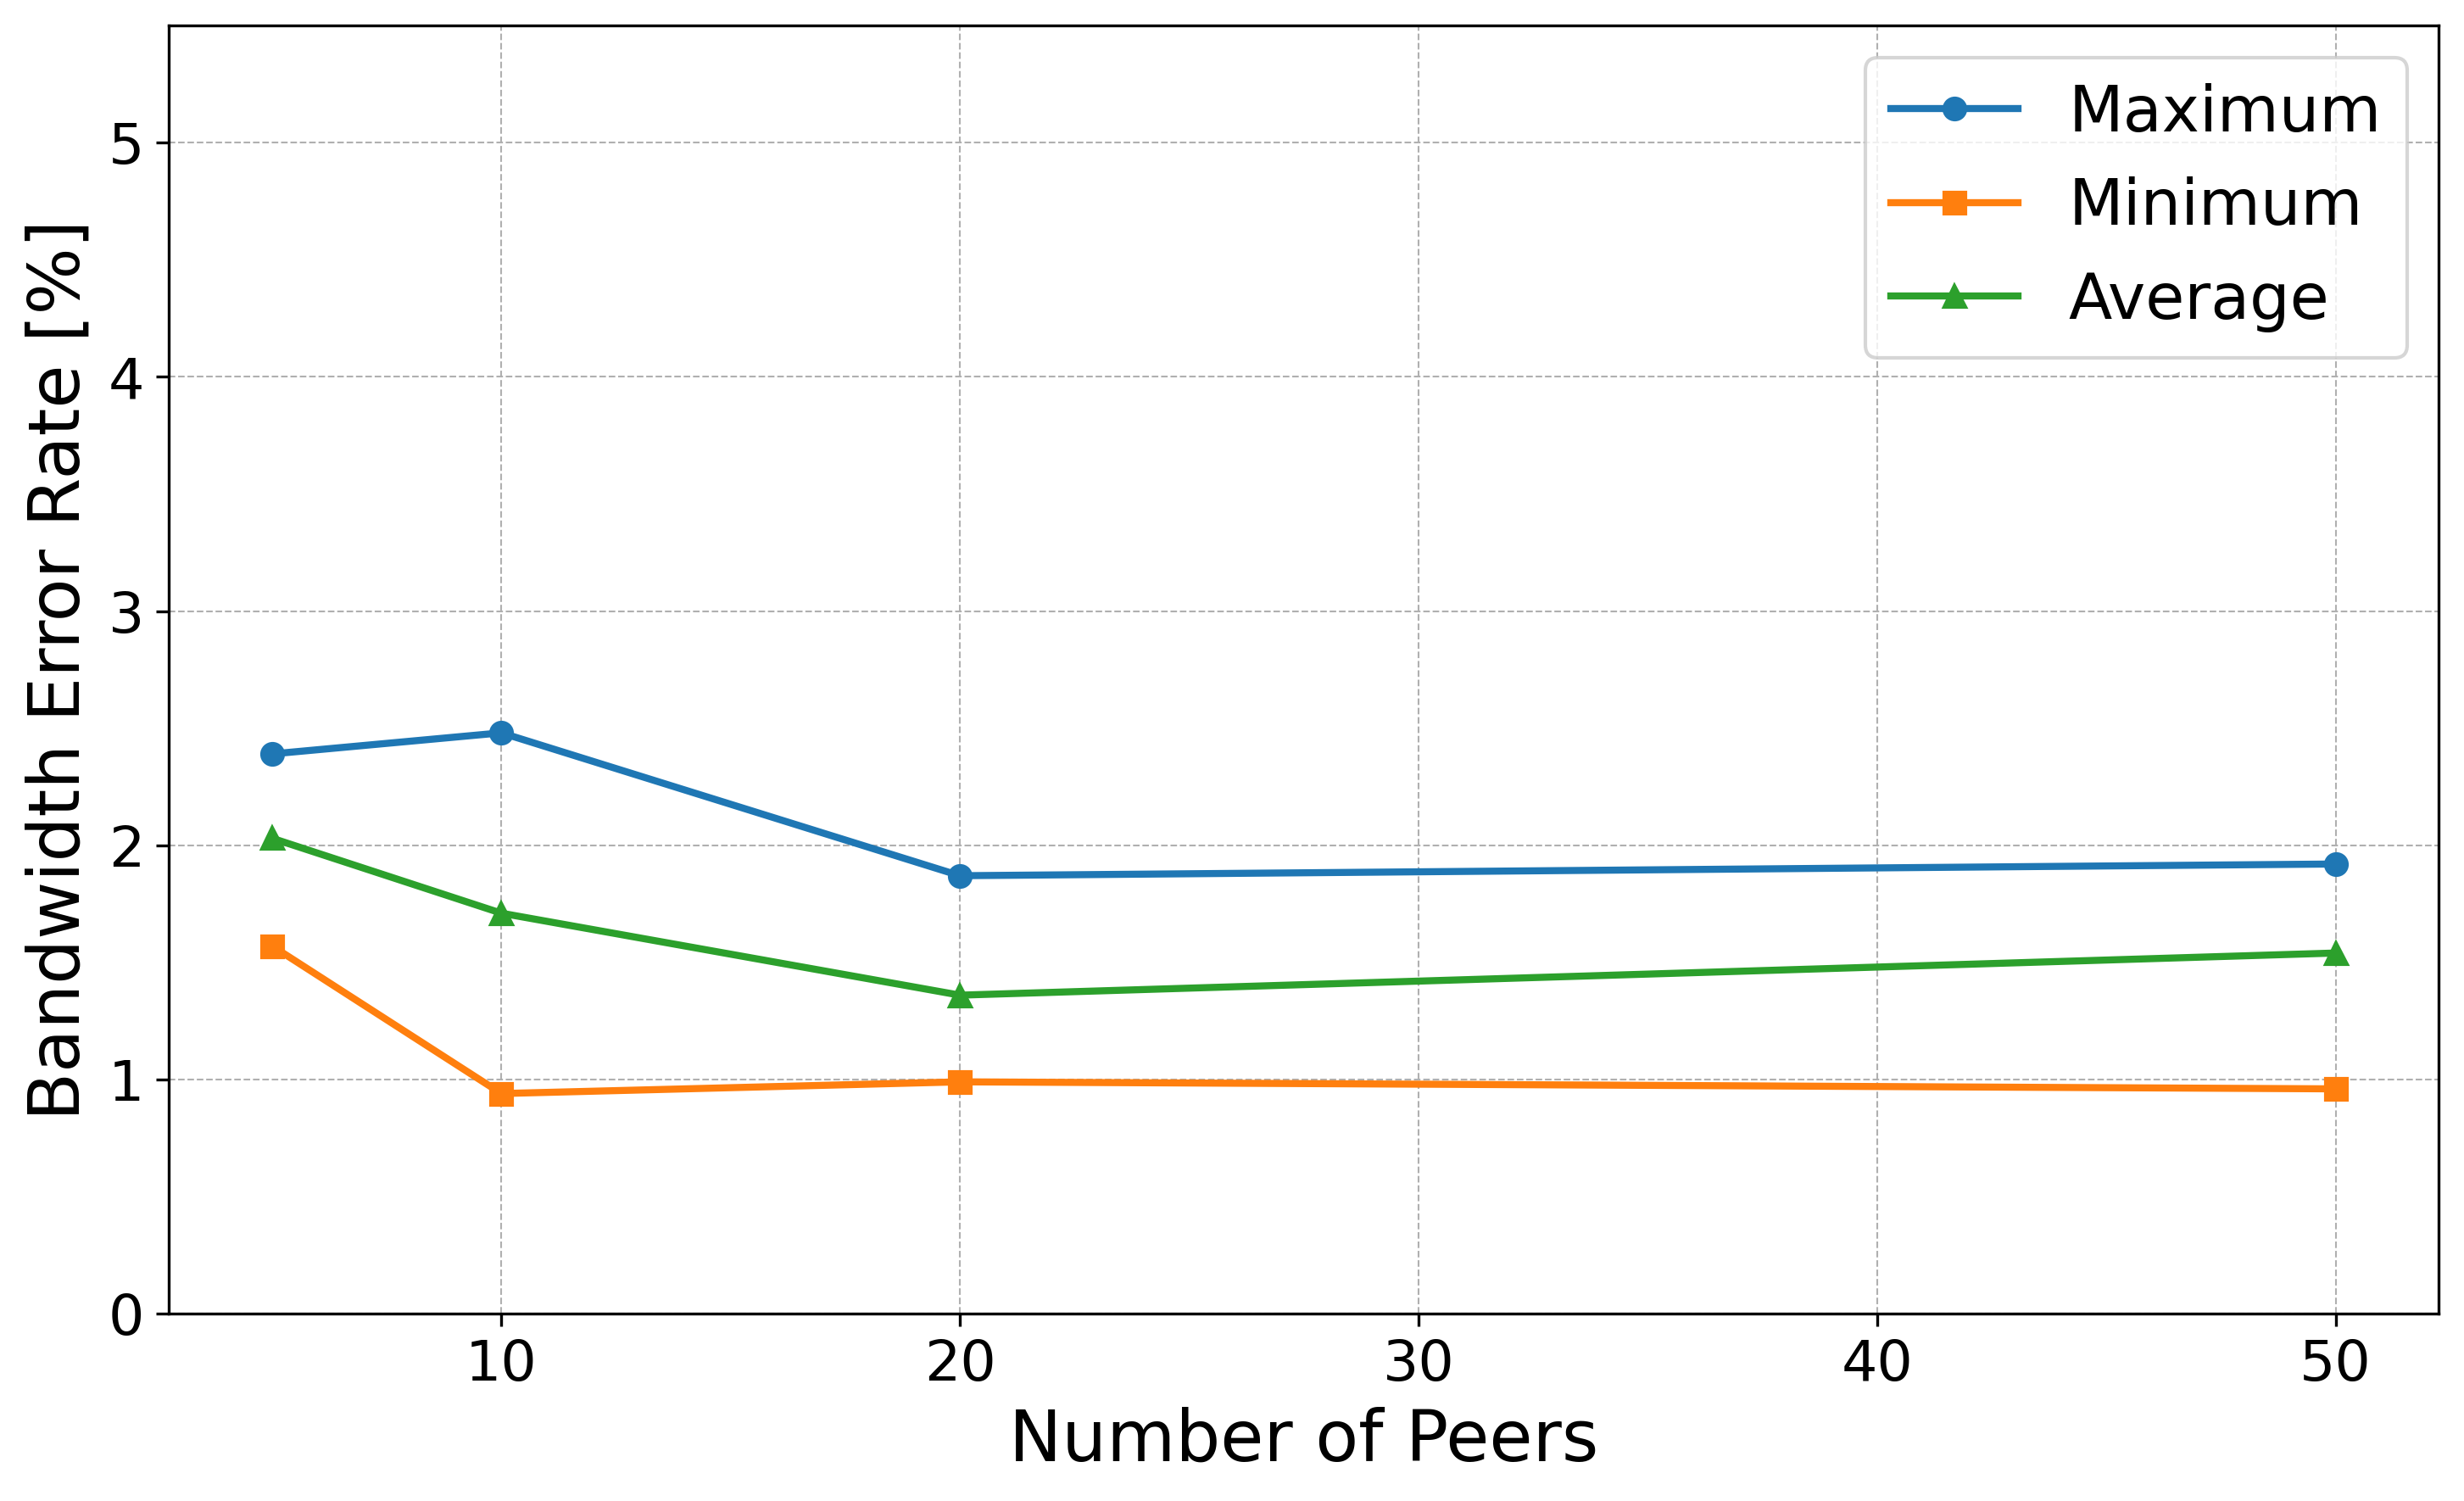 Bandwidth Error Rate [%]
5
4
3
2
1
0
Maximum
Minimum
Average
10 20 30 40 50
Number of Peers